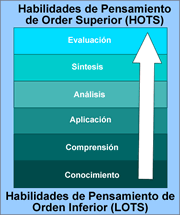 Habilidades de Pensamiento
de Order Superior (HOTS)
Evaluación
Síntesis
Análisis
Aplicación
Comprensión
Conocimiento
Habilidades de Pensamiento de
Orden Inferior (LOTS)